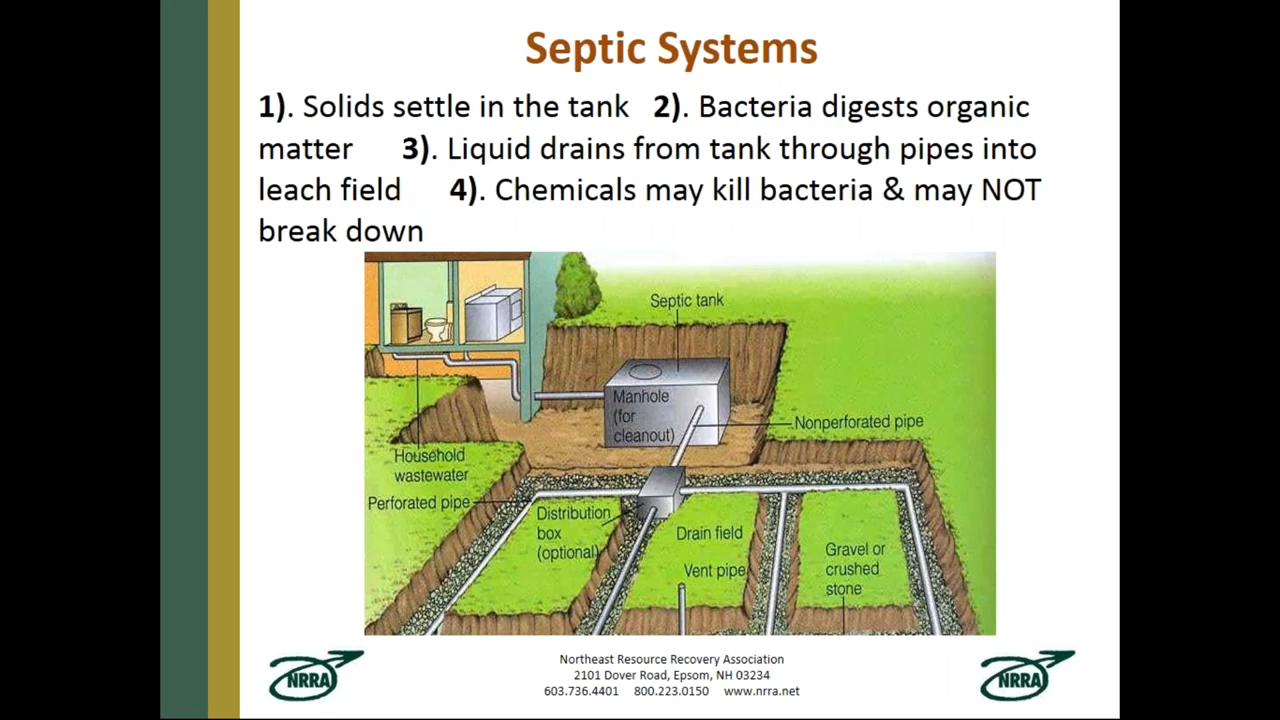 Septic Systems
1). Solids settle in the tank 2). Bacteria digests organic
matter 3). Liquid drains from tank through pipes into
leach field 4). Chemicals may kill bacteria & may NOT
break down
Septic tank
Manhole
(for
cleanout)
Nonperforated pipe
Household
wastewater
Perforated pipe
Distribution
box
(optional)
Drain field
Vent pipe
Gravel or
crushed
stone
NRRA
Northeast Resource Recovery Association
2101 Dover Road, Epsom, NH 03234
603.736.4401 800.223.0150 www.nrra.net
NRRA